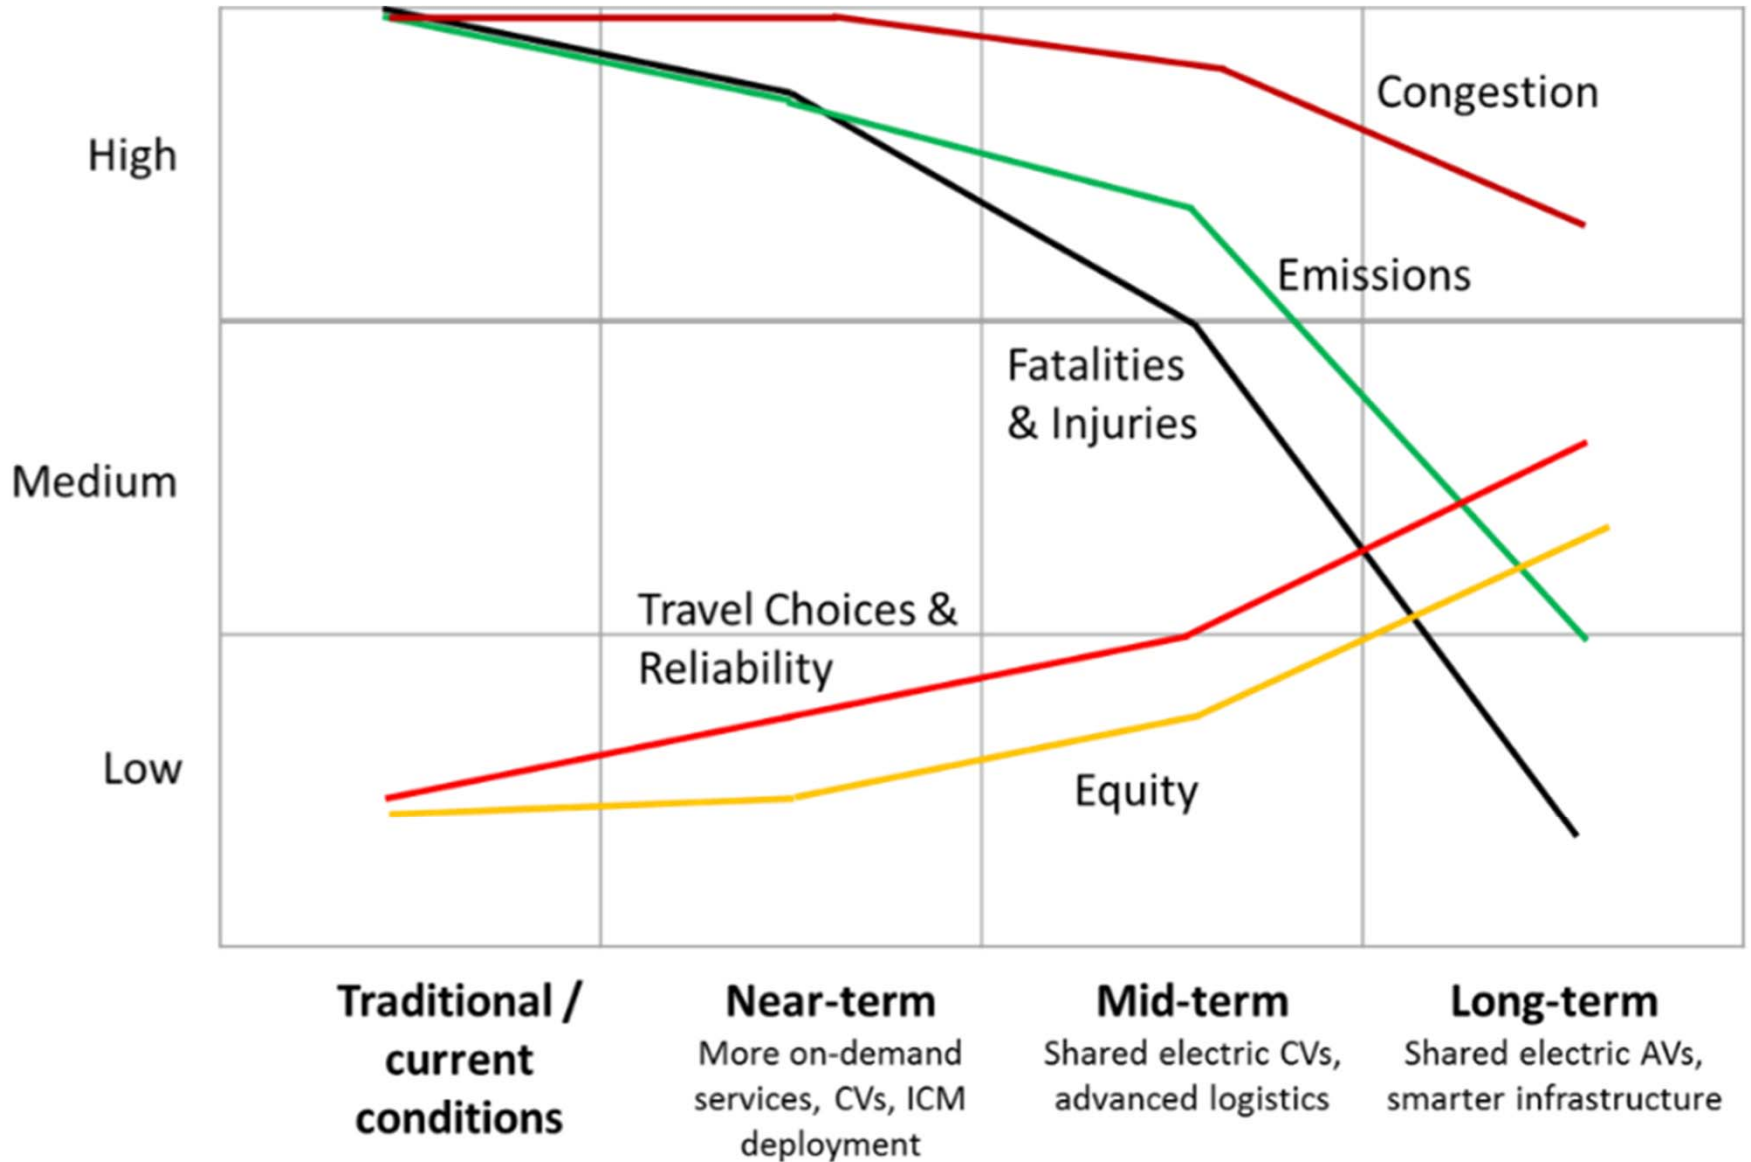 High
Medium
Low
Congestion
Emissions
Fatalities
& Injuries
Travel Choices &
Reliability
Equity
Traditional /
current
conditions
Near-term
More on-demand
services, CVs, ICM
deployment
Mid-term
Shared electric CVs,
advanced logistics
Long-term
Shared electric AVs,
smarter infrastructure